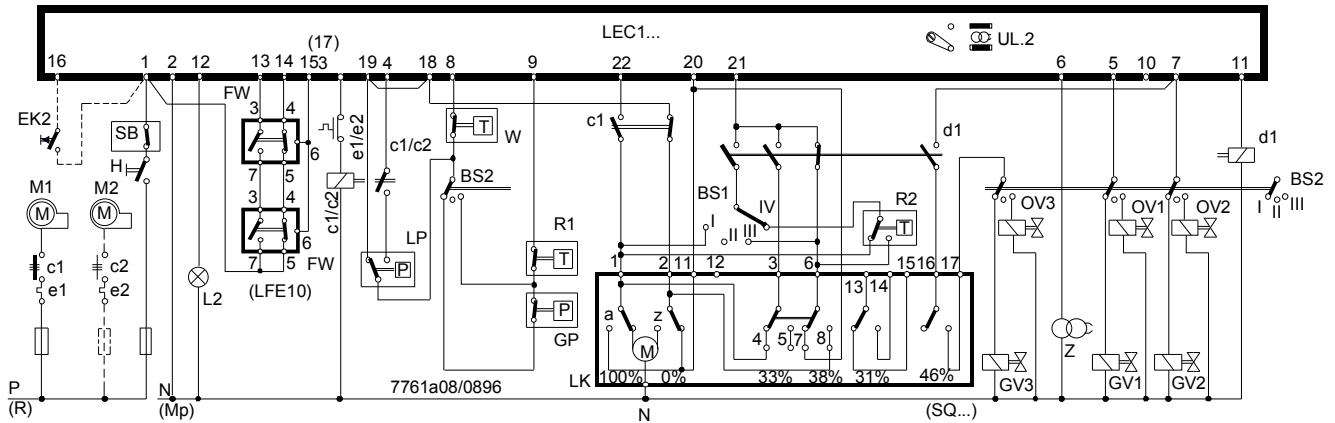 LEC1...
UL.2
(17)
16 1 2 12 13 14 15 3 19 4 18 8 9 22 20 21 6 5 10 7 11
EK2
SB
H
FW
3 4
6
7 5
3 4
6
7 5
FW
(LFE10)
e1/e2
c1/c2
c1/c2
LP
P
T
W
BS2
R1
T
P
GP
c1
d1
d1
BS1
IV
I
II
III
R2
T
BS2
I
II
III
M1
M
M2
M
c1
c2
e1
e2
L2
OV3
OV1
OV2
1 2 11 12 3 6 13 14 15 16 17
a
z
M
4 5 7 8
100% 0% 33% 38% 31% 46%
LK
Z
GV3
GV1
GV2
7761a08/0896
P
(R)
N
(Mp)
N
(SQ...)